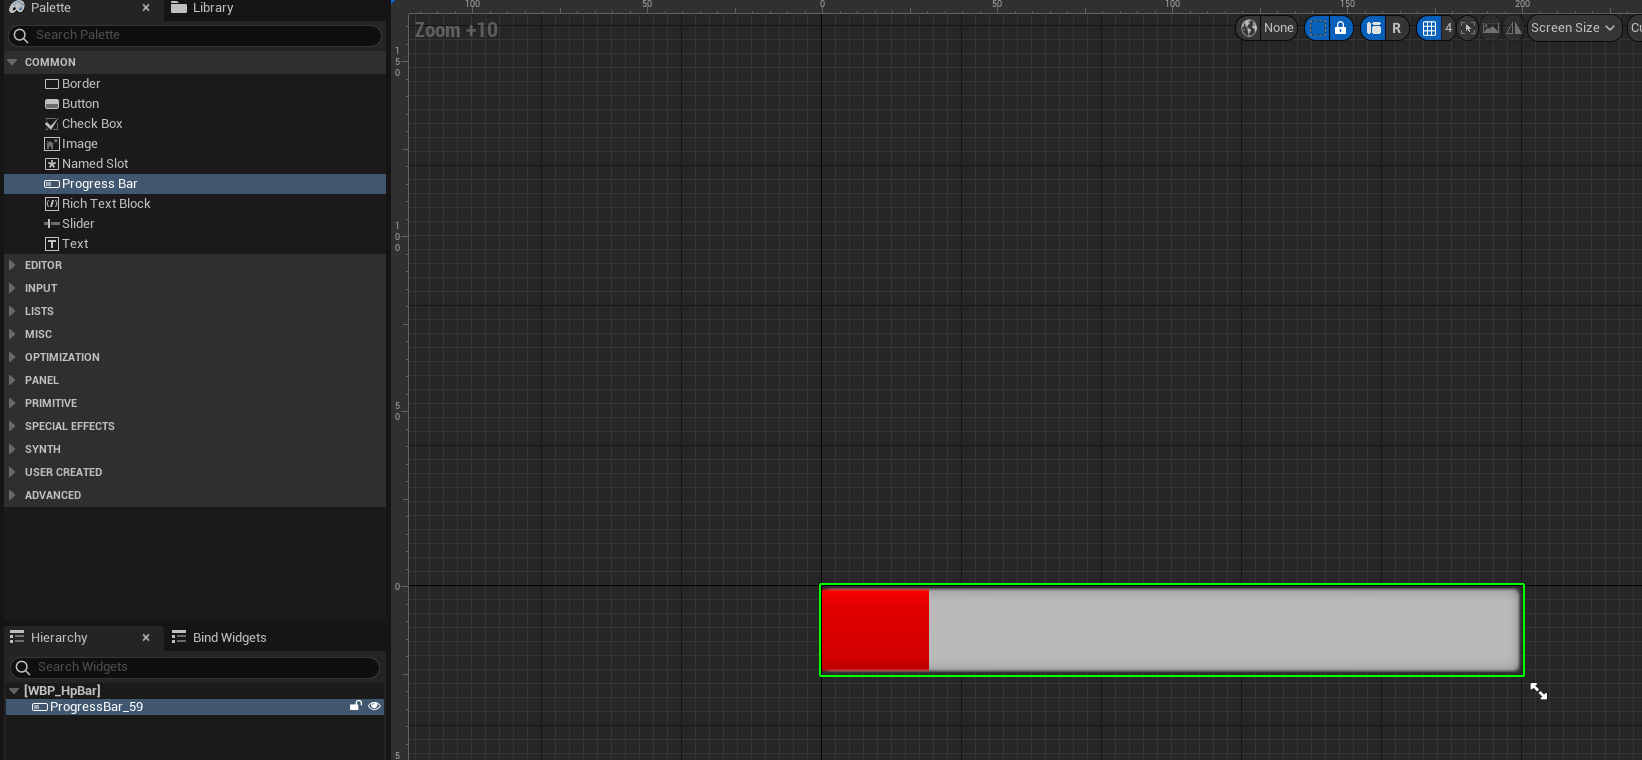 Palette
Library
Search Palette
COMMON
Border
Button
Check Box
Image
Named Slot
Progress Bar
Rich Text Block
Slider
Text
EDITOR
INPUT
LISTS
MISC
OPTIMIZATION
PANEL
PRIMITIVE
SPECIAL EFFECTS
SYNTH
USER CREATED
ADVANCED
Hierarchy
Bind Widgets
Search Widgets
[WBP_HpBar]
ProgressBar_59
100 50 0 50 100 150 200
Zoom +10
None
R
4
Screen Size
Cu
150
100
50
0
5